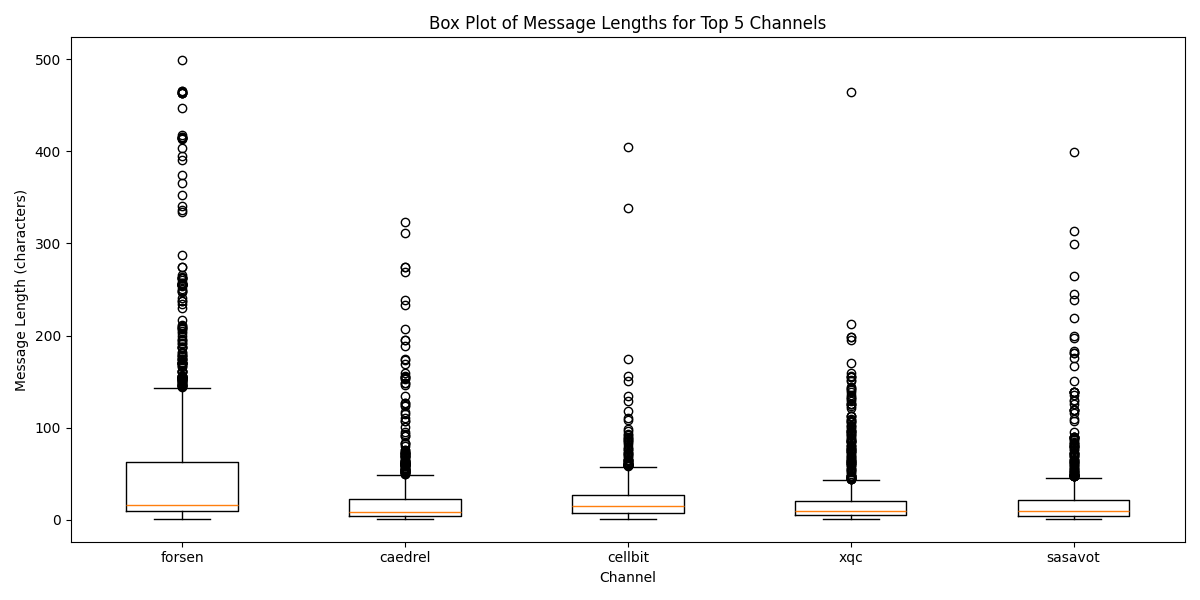 Box Plot of Message Lengths for Top 5 Channels
Message Length (characters)
500
400
300
200
100
0
forsen caedrel cellbit xqc sasavot
Channel